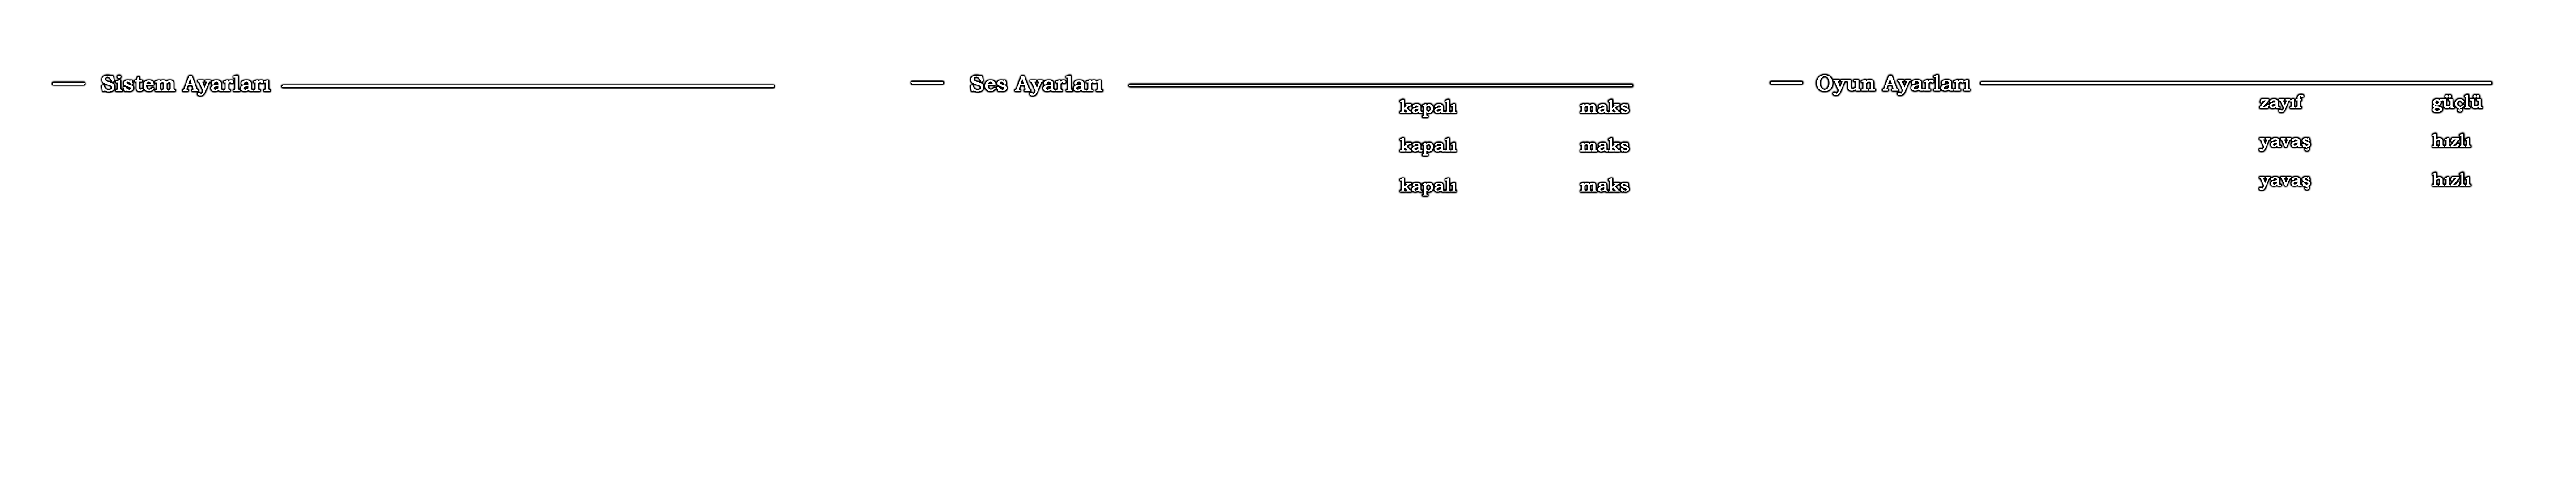 Sistem Ayarları
Ses Ayarları
kapalı maks
kapalı maks
kapalı maks
Oyun Ayarları
zayıf güçlü
yavaş hızlı
yavaş hızlı